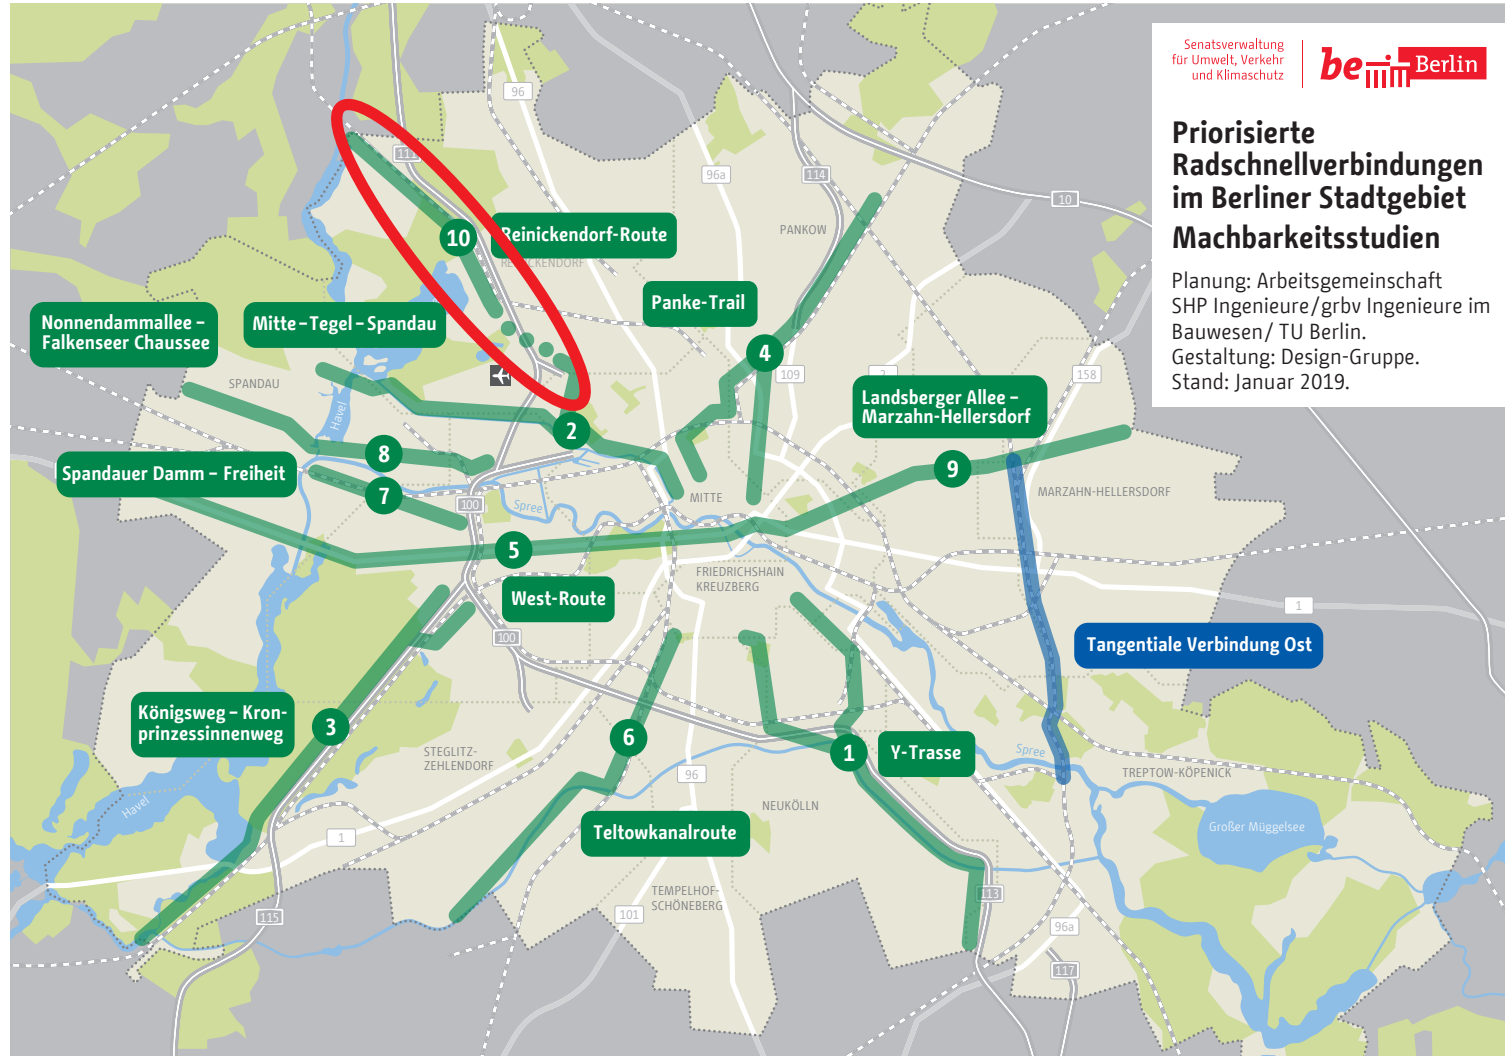 Senatsverwaltung
für Umwelt, Verkehr
und Klimaschutz
be Berlin
Priorisierte
Radschnellverbindungen
im Berliner Stadtgebiet
Machbarkeitsstudien
Planung: Arbeitsgemeinschaft
SHP Ingenieure/grbv Ingenieure im
Bauwesen/ TU Berlin.
Gestaltung: Design-Gruppe.
Stand: Januar 2019.
96
111
96a
114
10
PANKOW
10
Reinickendorf-Route
REINICKENDORF
Panke-Trail
Nonnendammallee –
Falkenseer Chaussee
Mitte – Tegel – Spandau
4
109
2
158
SPANDAU
Havel
Landsberger Allee –
Marzahn-Hellersdorf
2
8
9
Spandauer Damm – Freiheit
7
100
Spree
MITTE
MARZAHN-HELLERSDORF
5
FRIEDRICHSHAIN
KREUZBERG
West-Route
1
100
Tangentiale Verbindung Ost
Königsweg – Kron-
prinzessinnenweg
3
6
1
Y-Trasse
STEGLITZ-
ZEHLENDORF
Spree
TREPTOW-KÖPENICK
96
NEUKÖLLN
Havel
1
Teltowkanalroute
Großer Müggelsee
TEMPELHOF-
SCHÖNEBERG
113
115
101
96a
117